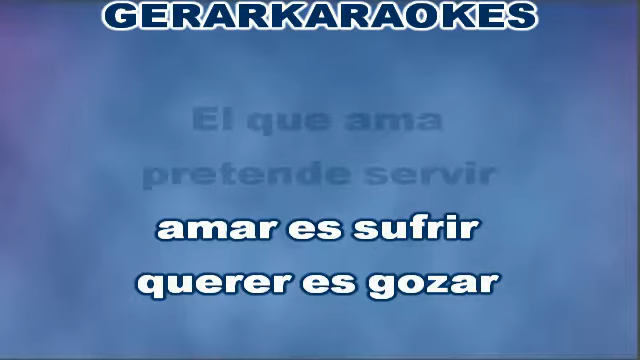 GERARKARAOKES
El que ama
pretende servir
amar es sufrir
querer es gozar